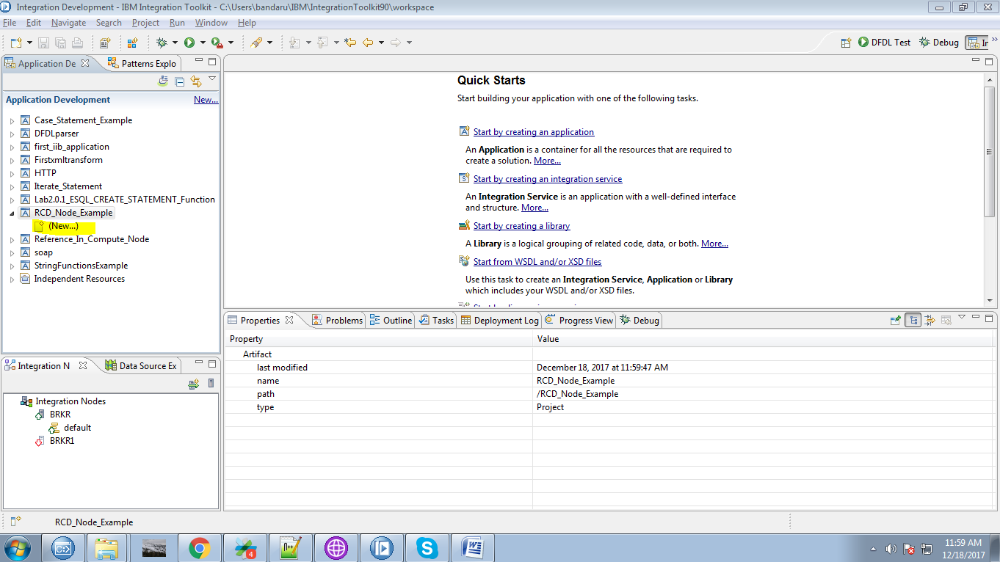 Integration Development - IBM Integration Toolkit - C:\Users\bandaru\IBM\IntegrationToolkit90\workspace
File Edit Navigate Search Project Run Window Help
DFDL Test Debug In
Application De Patterns Explo
Application Development New...
Case_Statement_Example
DFDLparser
first_iib_application
Firstxmltransform
HTTP
Iterate_Statement
Lab2.0.1_ESQL_CREATE_STATEMENT_Function
RCD_Node_Example
(New...)
Reference_In_Compute_Node
soap
StringFunctionsExample
Independent Resources
Quick Starts
Start building your application with one of the following tasks.
Start by creating an application
An Application is a container for all the resources that are required to
create a solution. More...
Start by creating an integration service
An Integration Service is an application with a well-defined interface
and structure. More...
Start by creating a library
A Library is a logical grouping of related code, data, or both. More...
Start from WSDL and/or XSD files
Use this task to create an Integration Service, Application or Library
which includes your WSDL and/or XSD files.
Properties Problems Outline Tasks Deployment Log Progress View Debug
Property Value
Artifact
last modified December 18, 2017 at 11:59:47 AM
name RCD_Node_Example
path /RCD_Node_Example
type Project
Integration N Data Source Ex
Integration Nodes
BRKR
default
BRKR1
RCD_Node_Example
4
11:59 AM
12/18/2017